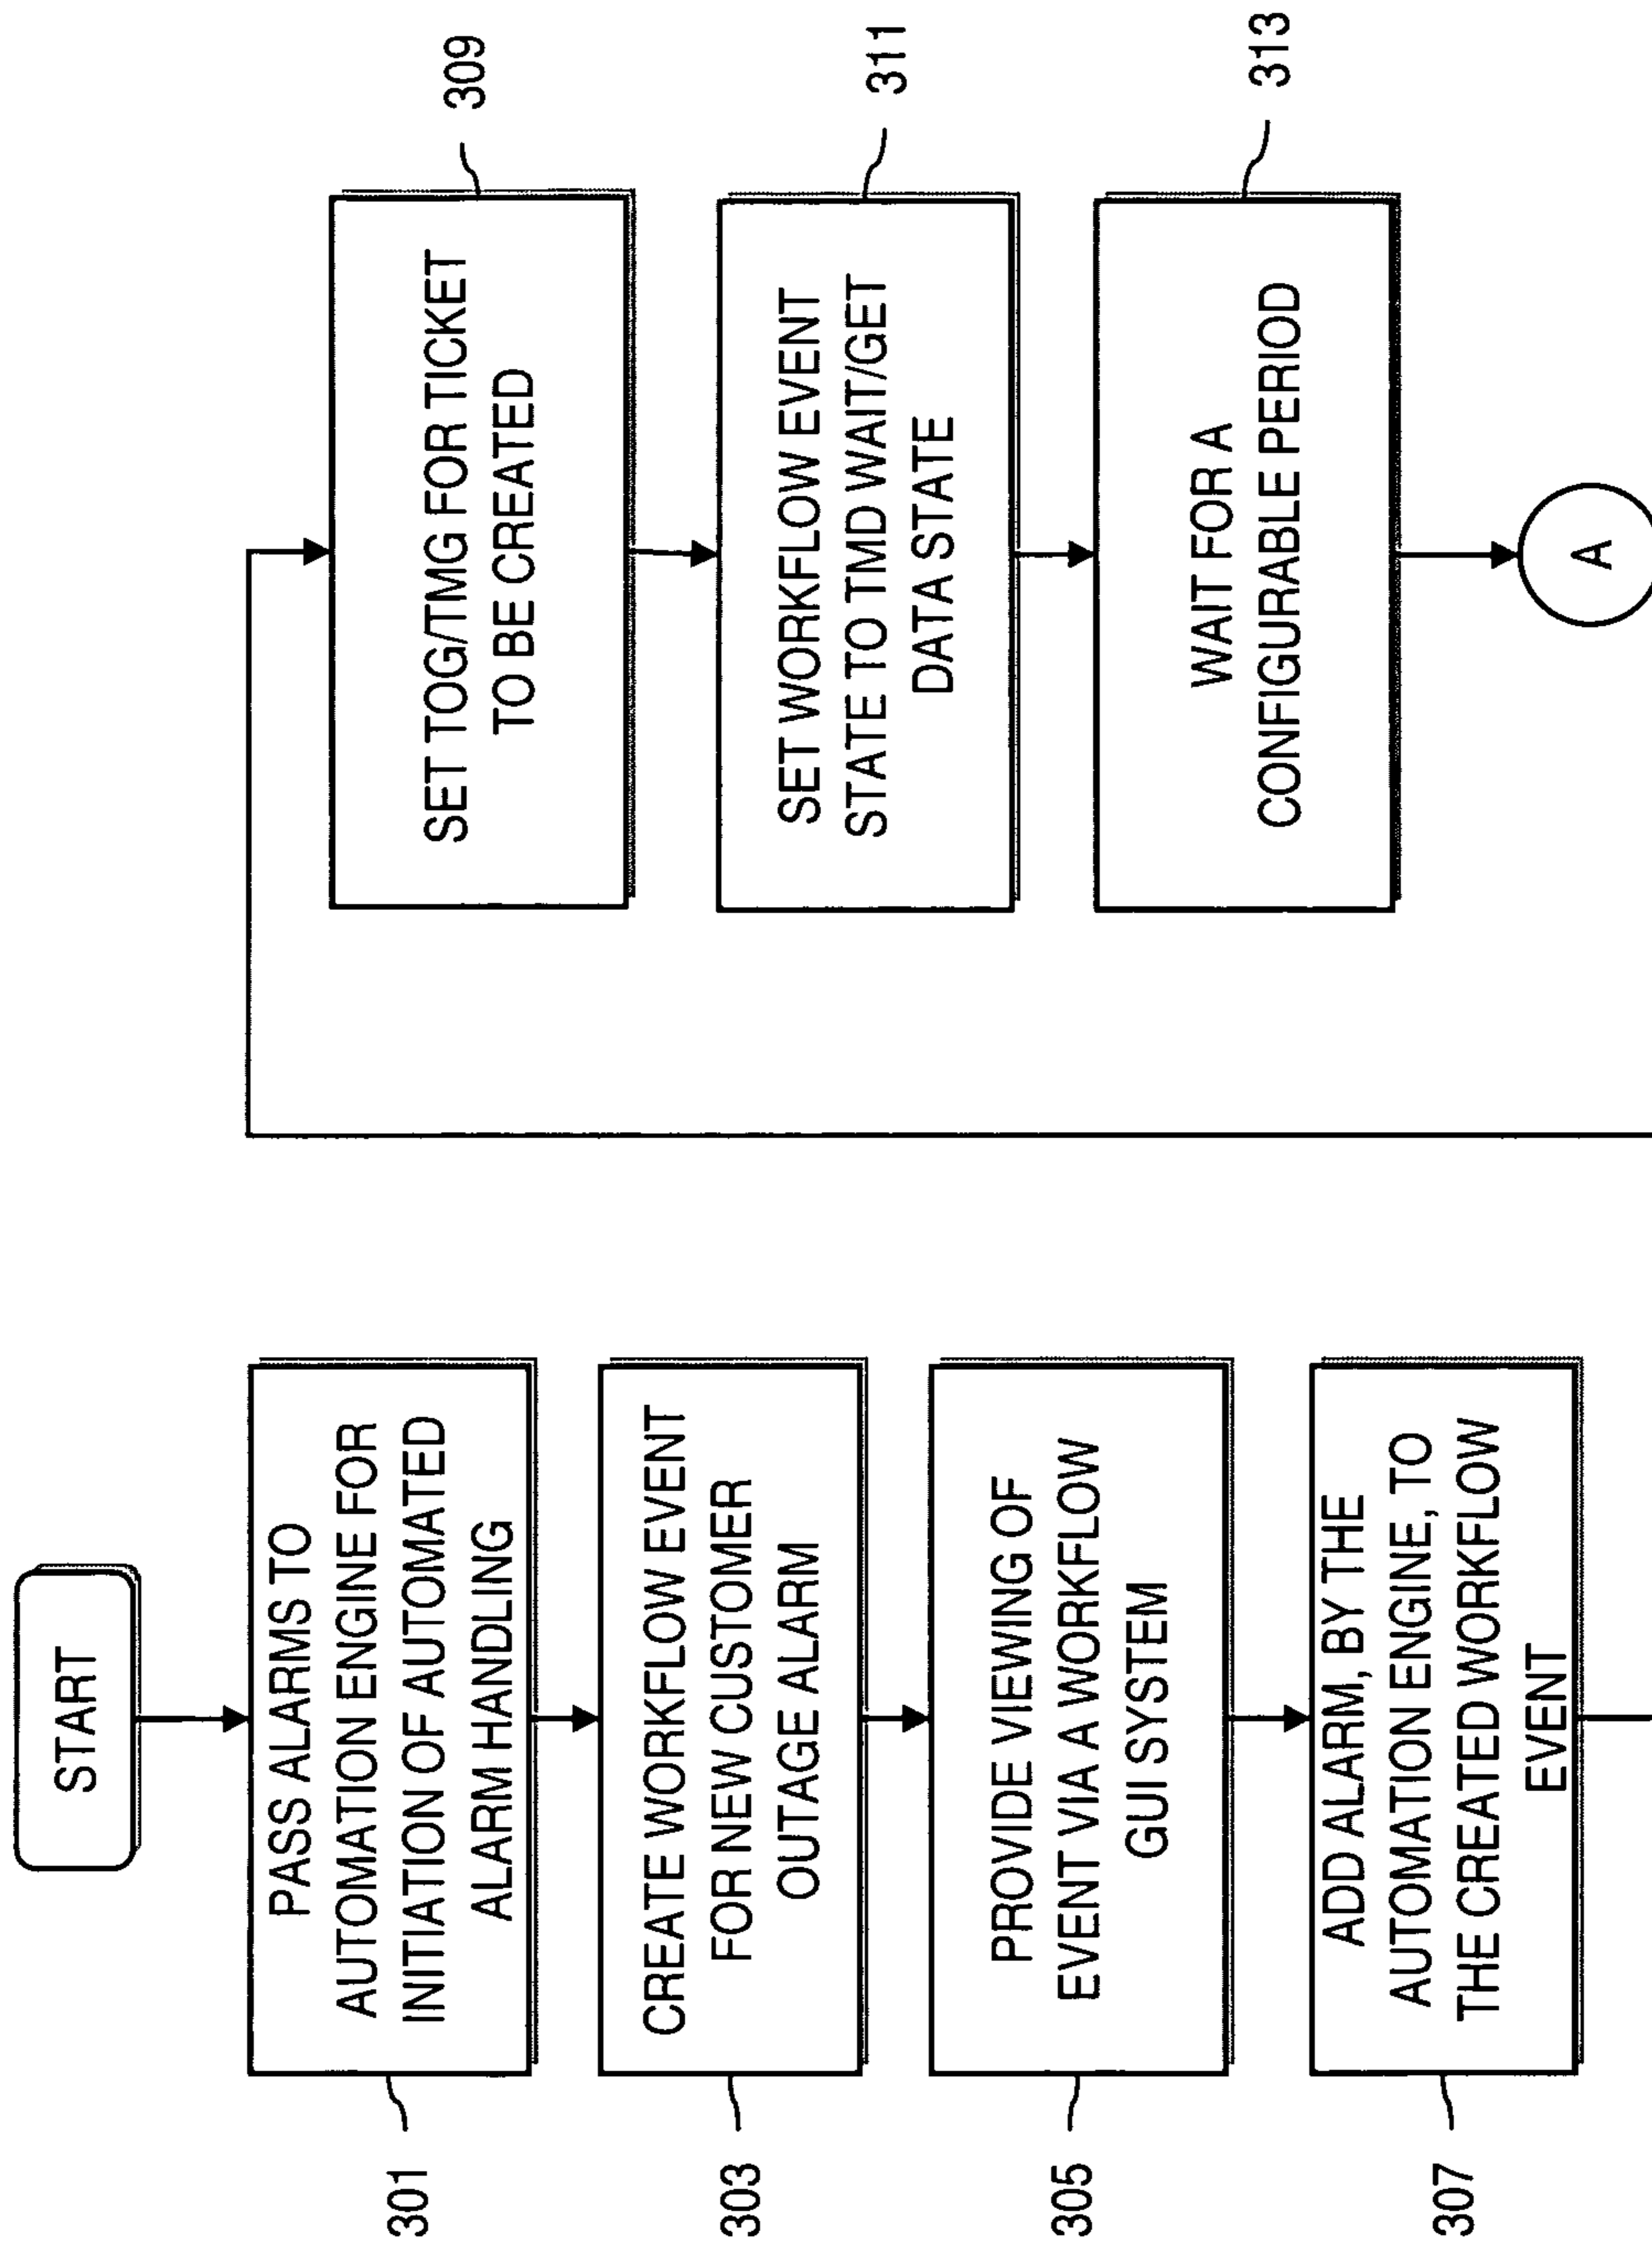 START
PASS ALARMS TO
AUTOMATION ENGINE FOR
INITIATION OF AUTOMATED
ALARM HANDLING
301
CREATE WORKFLOW EVENT
FOR NEW CUSTOMER
OUTAGE ALARM
303
PROVIDE VIEWING OF
EVENT VIA A WORKFLOW
GUI SYSTEM
305
ADD ALARM, BY THE
AUTOMATION ENGINE, TO
THE CREATED WORKFLOW
EVENT
307
SET TOG/TMG FOR TICKET
TO BE CREATED
309
SET WORKFLOW EVENT
STATE TO TMD WAIT/GET
DATA STATE
311
WAIT FOR A
CONFIGURABLE PERIOD
313
A